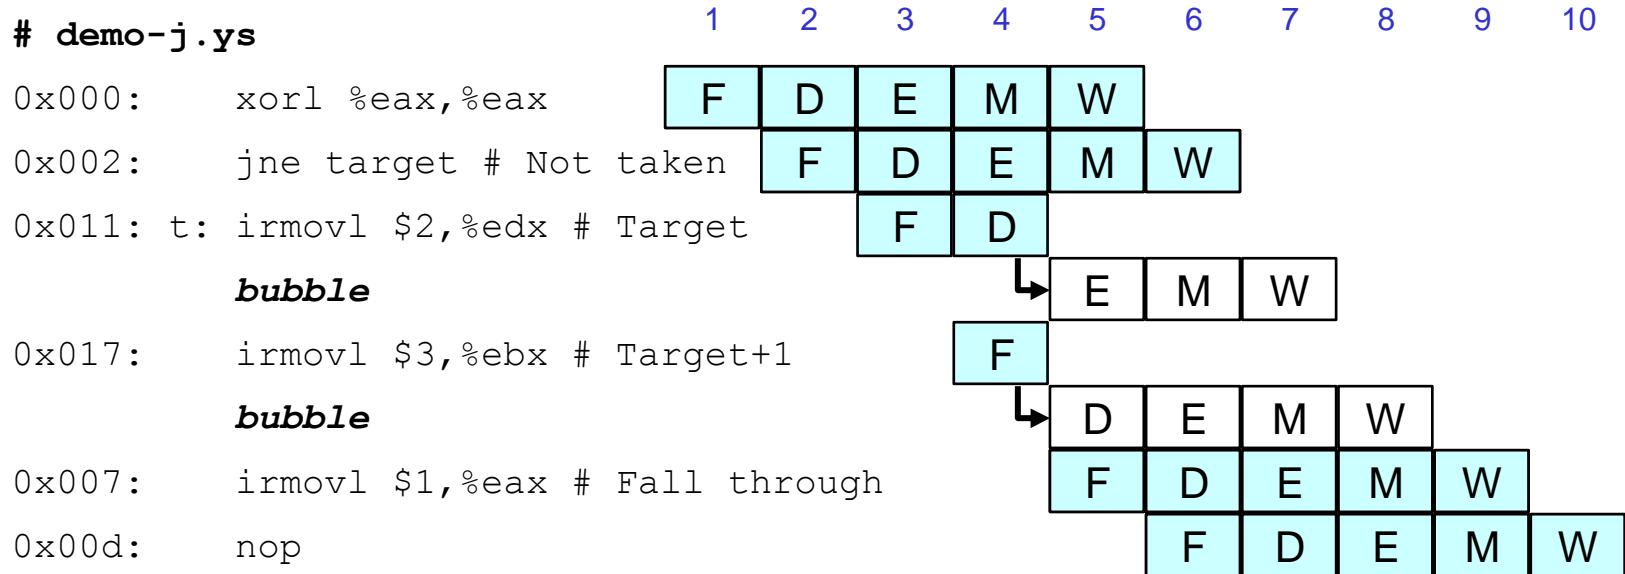 1 2 3 4 5 6 7 8 9 10
# demo-j.ys
0x000: xorl %eax,%eax F D E M W
0x002: jne target # Not taken F D E M W
0x011: t: irmovl $2,%edx # Target F D
bubble E M W
0x017: irmovl $3,%ebx # Target+1 F
bubble D E M W
0x007: irmovl $1,%eax # Fall through F D E M W
0x00d: nop F D E M W